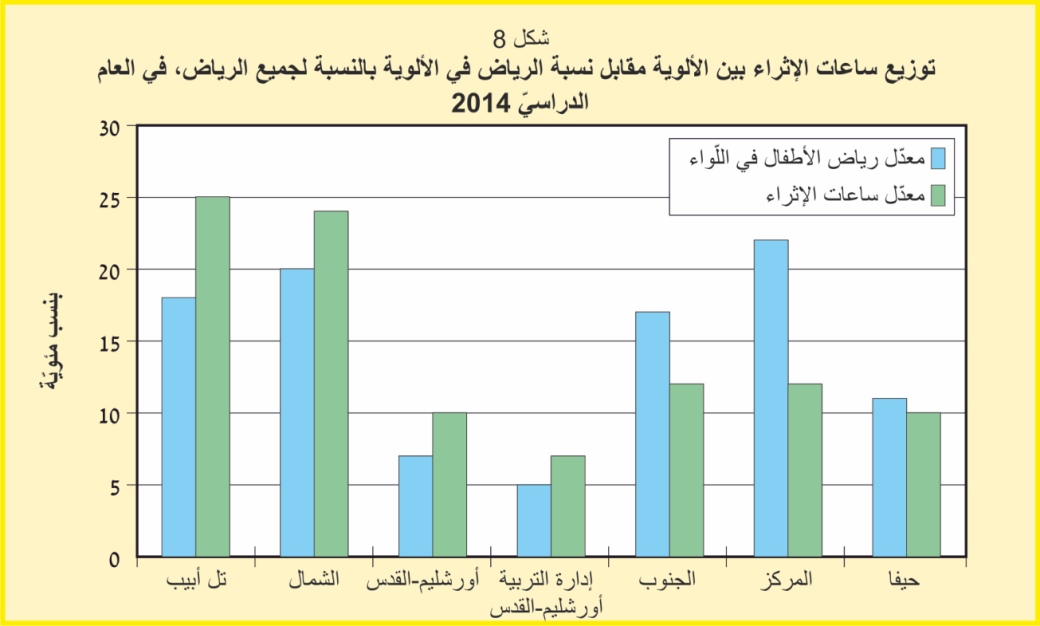 شكل 8
توزيع ساعات الإثراء بين الألوية مقابل نسبة الرياض في الألوية بالنسبة لجميع الرياض، في العام
الدراسيّ 2014
معدّل رياض الأطفال في اللّواء
معدّل ساعات الإثراء
بنسب مئويّة
30
25
20
15
10
5
0
تل أبيب
الشمال
أورشليم-القدس
إدارة التربية
أورشليم-القدس
الجنوب
المركز
حيفا